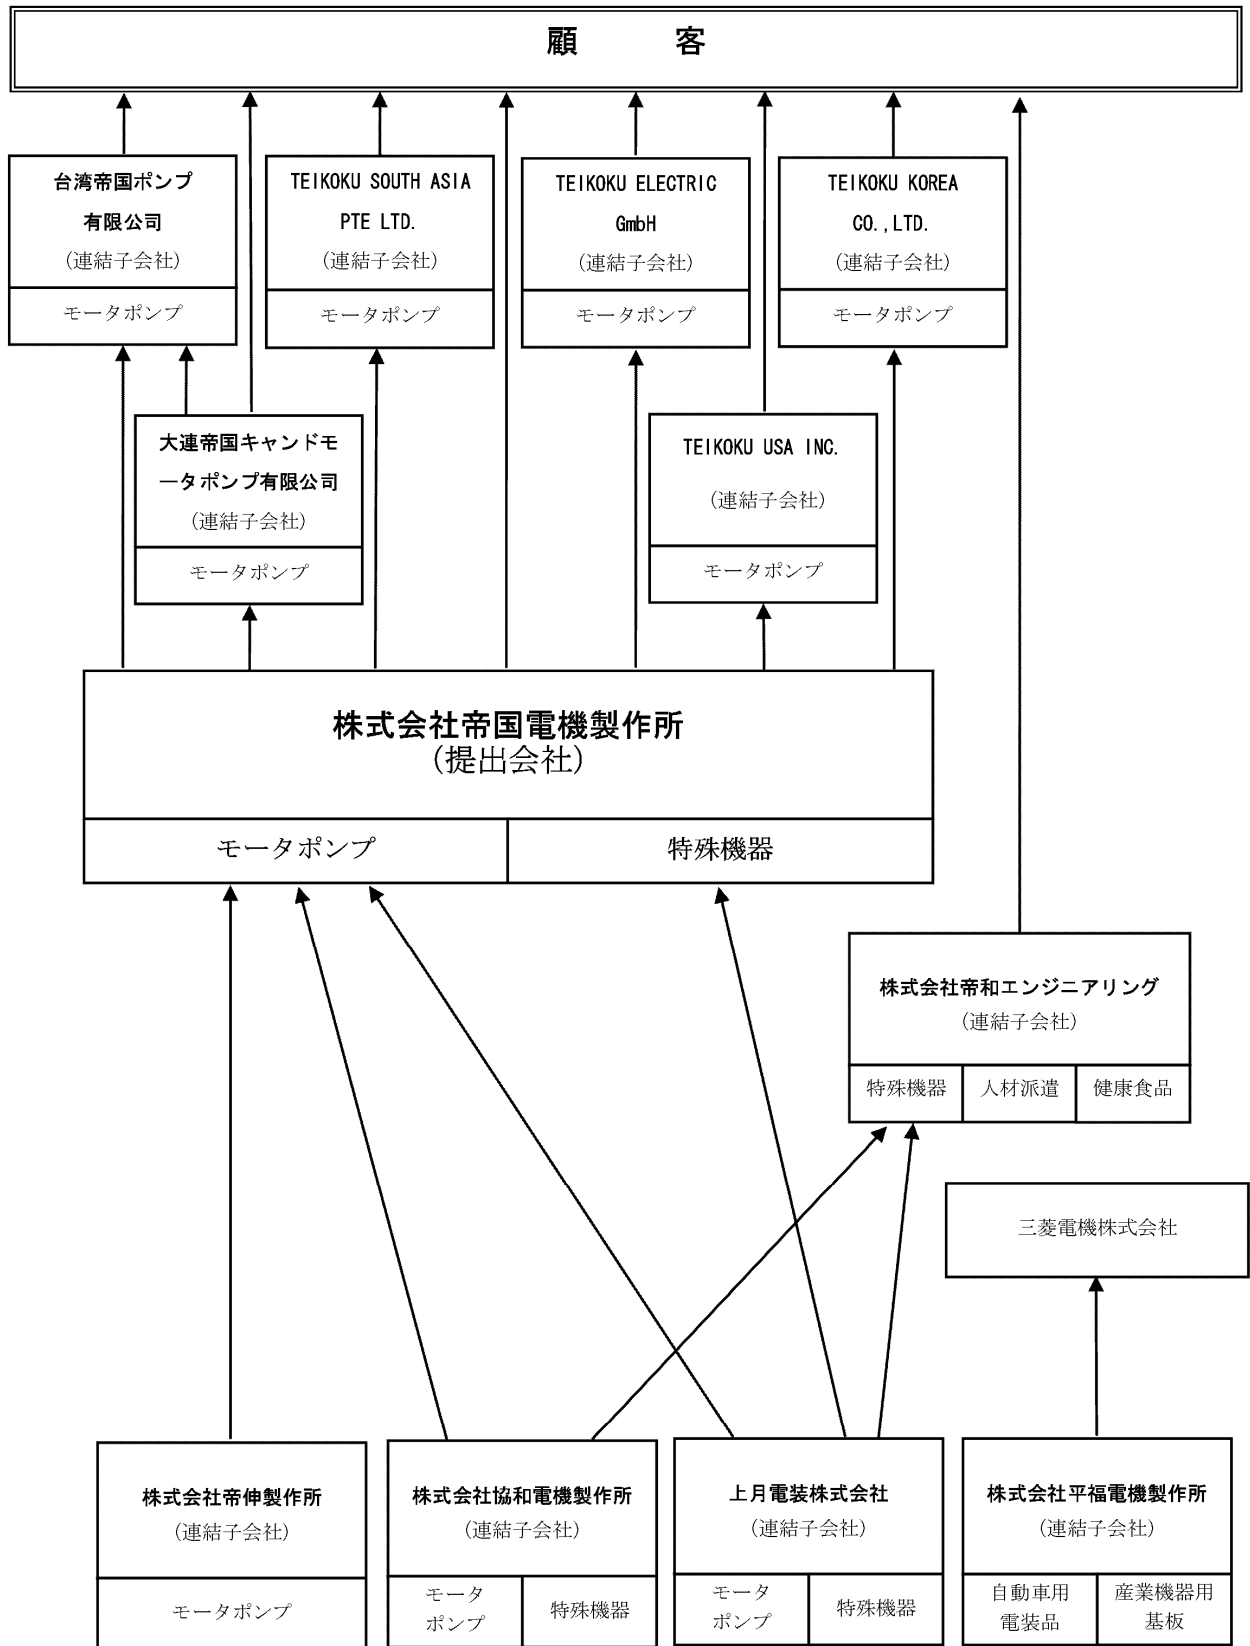 顧　　　客
台湾帝国ポンプ
有限公司
(連結子会社)
モータポンプ
TEIKOKU SOUTH ASIA
PTE LTD.
(連結子会社)
モータポンプ
TEIKOKU ELECTRIC
GmbH
(連結子会社)
モータポンプ
TEIKOKU KOREA
CO.,LTD.
(連結子会社)
モータポンプ
大連帝国キャンドモ
ータポンプ有限公司
(連結子会社)
モータポンプ
TEIKOKU USA INC.
(連結子会社)
モータポンプ
株式会社帝国電機製作所
(提出会社)
モータポンプ
特殊機器
株式会社帝和エンジニアリング
(連結子会社)
特殊機器
人材派遣
健康食品
三菱電機株式会社
株式会社帝伸製作所
(連結子会社)
モータポンプ
株式会社協和電機製作所
(連結子会社)
モータ
ポンプ
特殊機器
上月電装株式会社
(連結子会社)
モータ
ポンプ
特殊機器
株式会社平福電機製作所
(連結子会社)
自動車用
電装品
産業機器用
基板